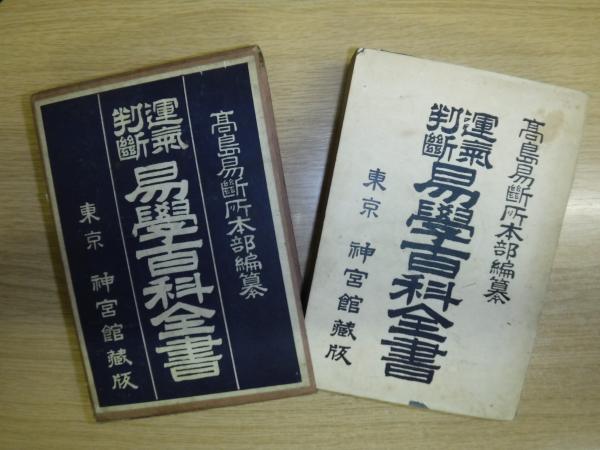 高島易斷所本部編纂
運氣判斷
易學百科全書
東京 神宮館藏版
高島易斷所本部編纂
運氣判斷
易學百科全書
東京 神宮館藏版